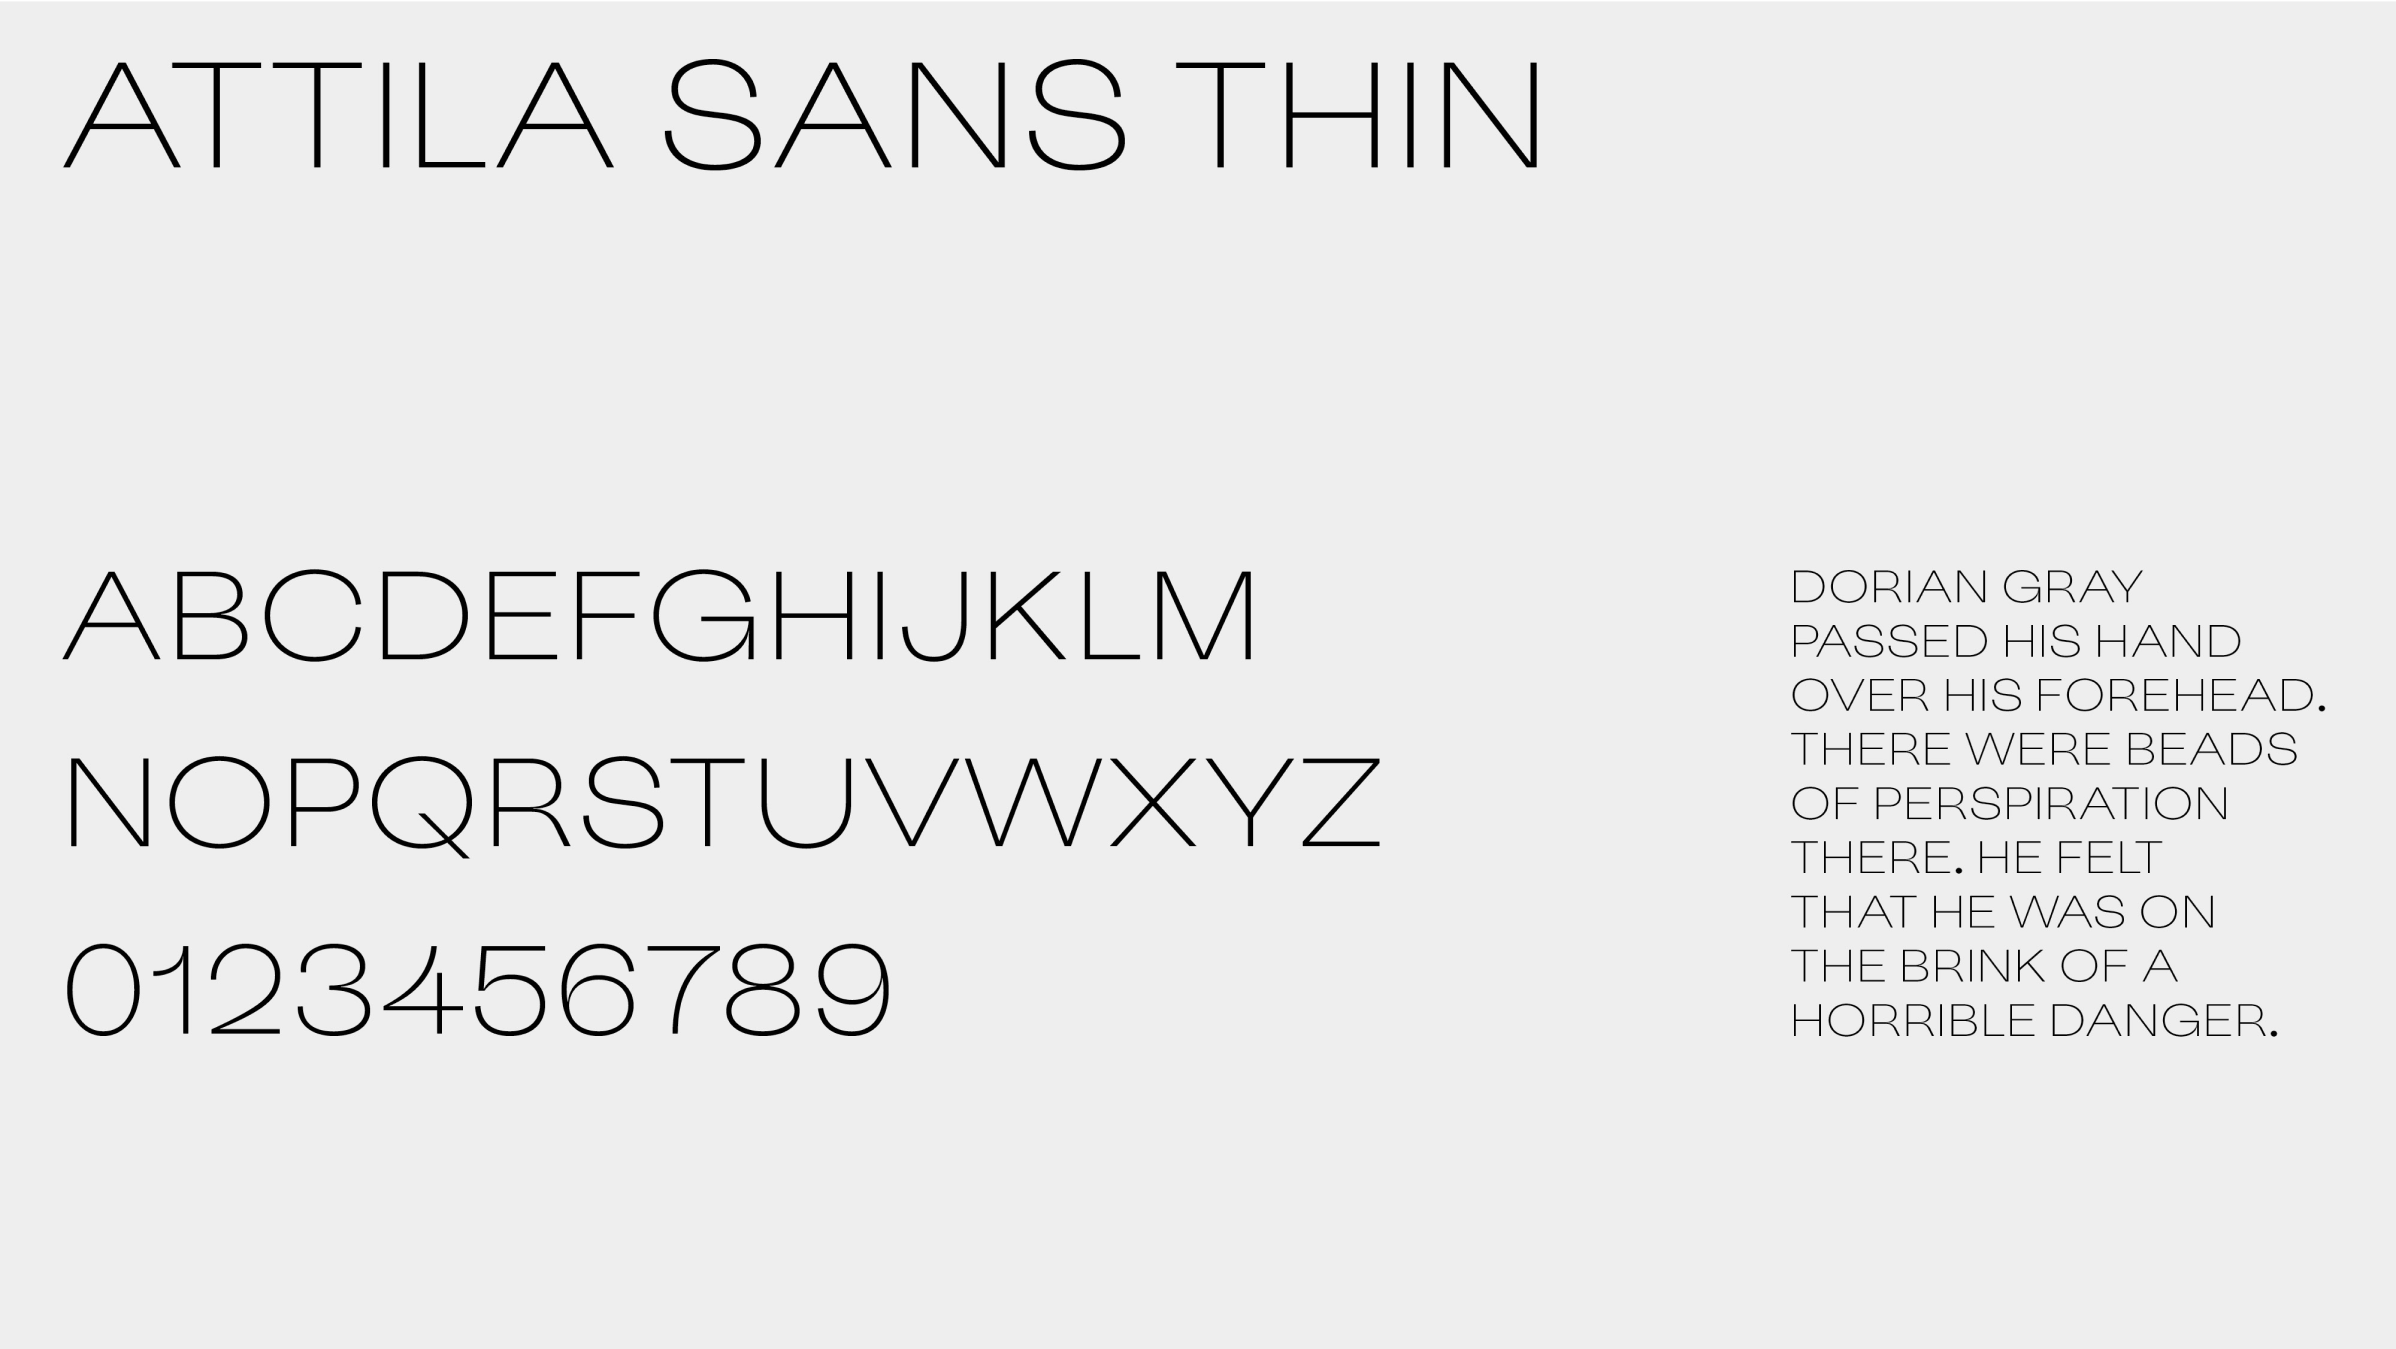 ATTILA SANS THIN
ABCDEFGHIJKLM
NOPQRSTUVWXYZ
0123456789
DORIAN GRAY
PASSED HIS HAND
OVER HIS FOREHEAD.
THERE WERE BEADS
OF PERSPIRATION
THERE. HE FELT
THAT HE WAS ON
THE BRINK OF A
HORRIBLE DANGER.